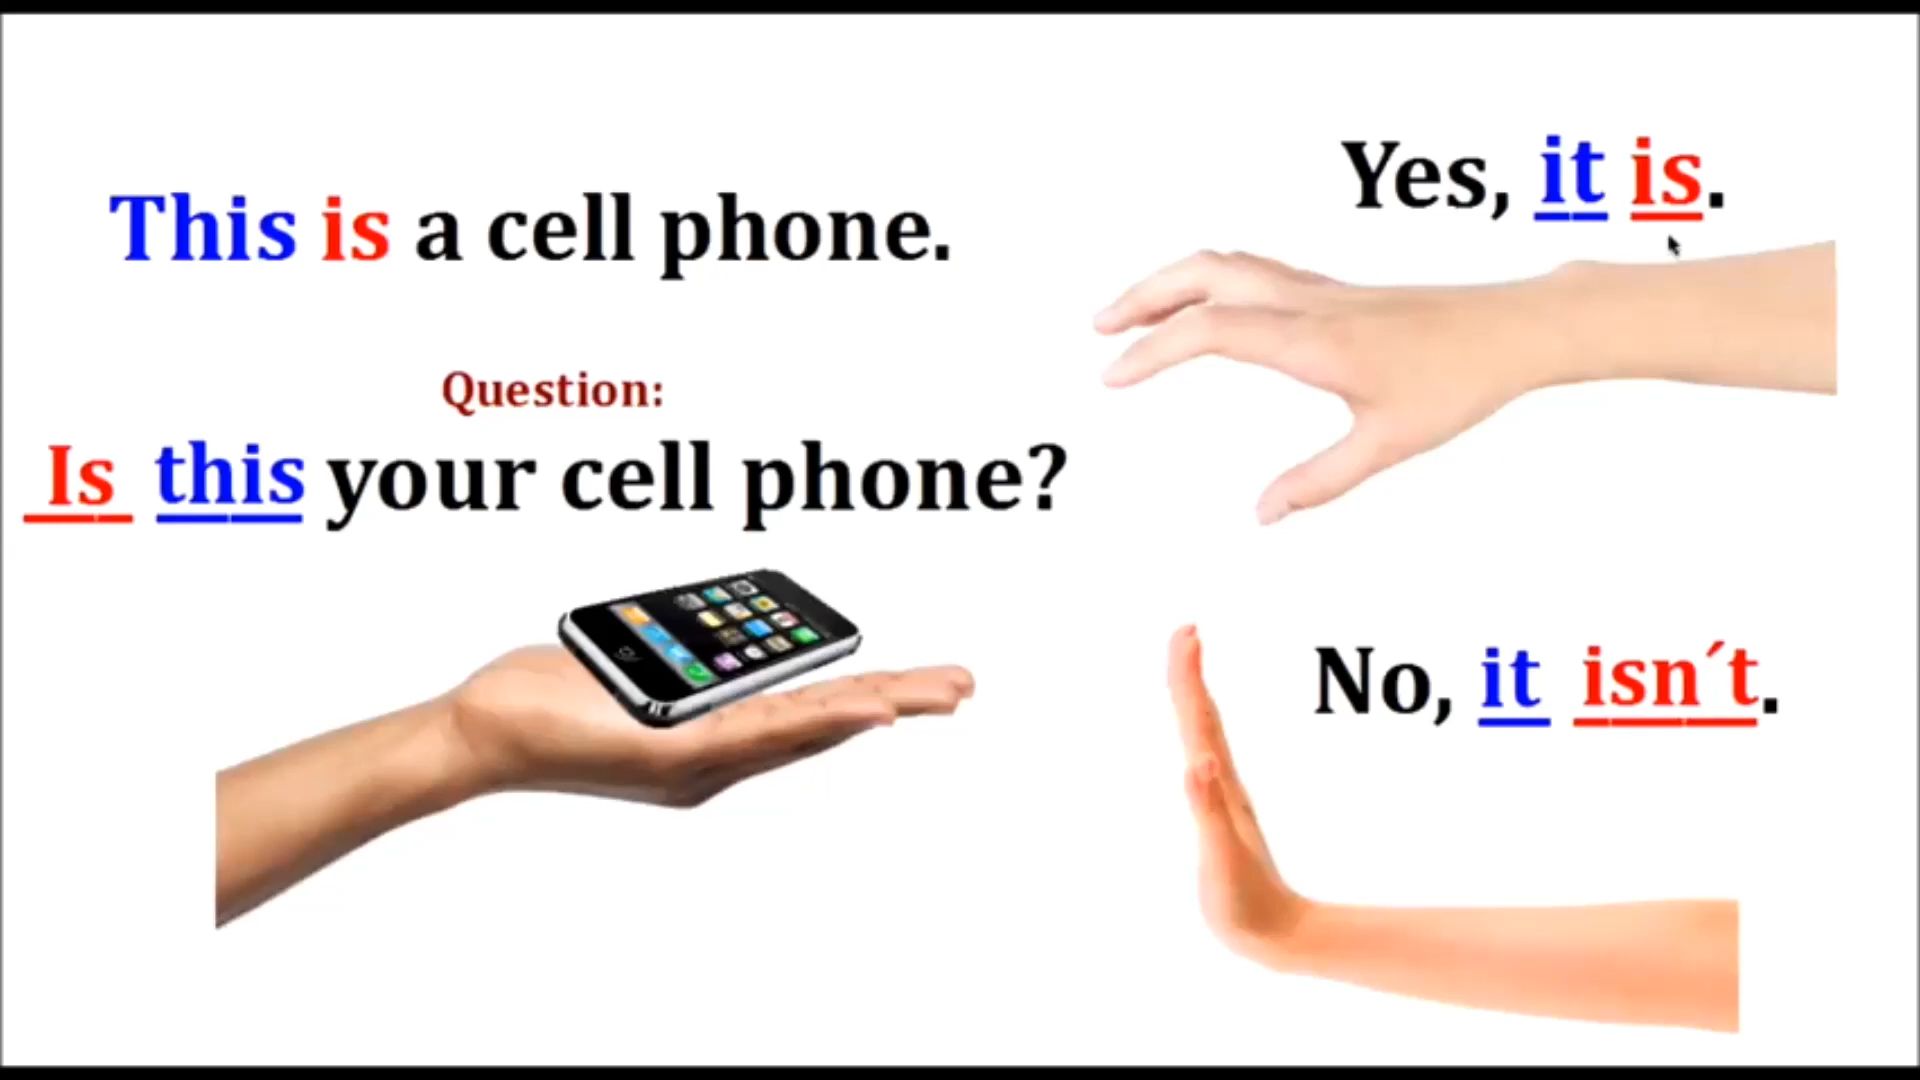 This is a cell phone.
Question:
Is this your cell phone?
Yes, it is.
No, it isn´t.